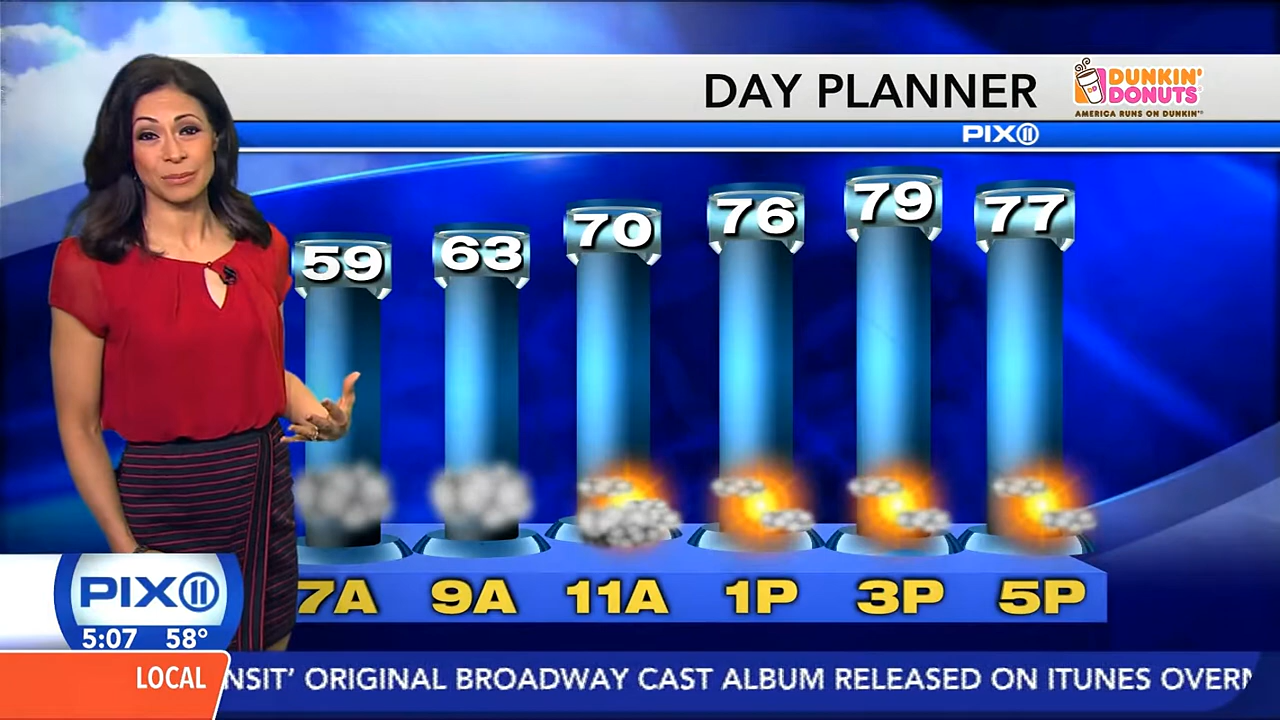 DAY PLANNER
DUNKIN'
DONUTS
AMERICA RUNS ON DUNKIN'®
PIX11
59 63 70 76 79 77
7A 9A 11A 1P 3P 5P
PIX11
5:07 58°
LOCAL
NSIT' ORIGINAL BROADWAY CAST ALBUM RELEASED ON ITUNES OVERN